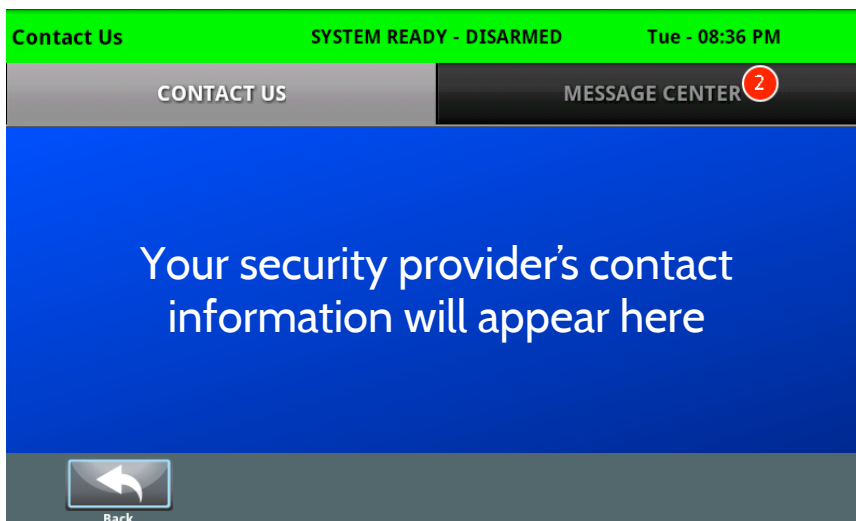 Contact Us SYSTEM READY - DISARMED Tue - 08:36 PM
CONTACT US MESSAGE CENTER 2
Your security provider's contact
information will appear here
Back